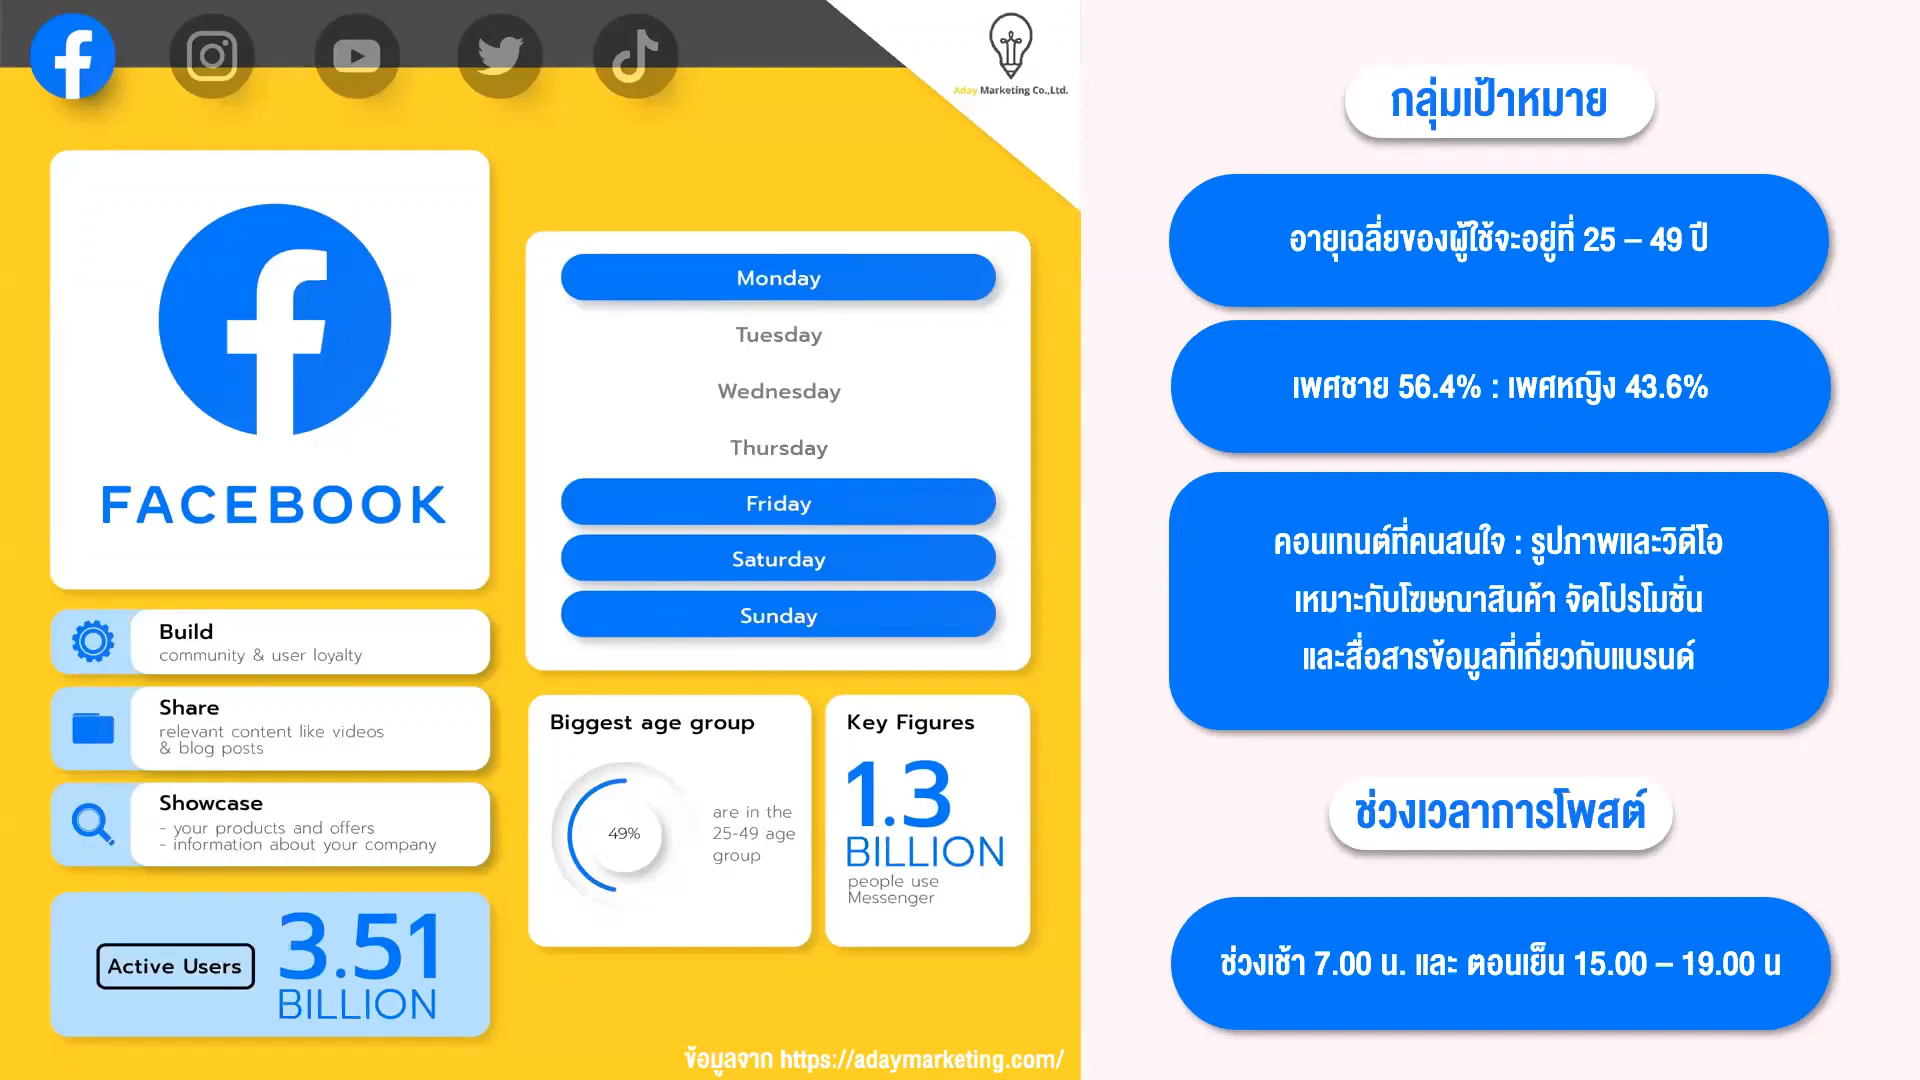 Aday Marketing Co.,Ltd.
FACEBOOK
Build
community & user loyalty
Share
relevant content like videos
& blog posts
Showcase
- your products and offers
- information about your company
Active Users
3.51
BILLION
Monday
Tuesday
Wednesday
Thursday
Friday
Saturday
Sunday
Biggest age group
49%
are in the
25-49 age
group
Key Figures
1.3
BILLION
people use
Messenger
ข้อมูลจาก https://adaymarketing.com/
กลุ่มเป้าหมาย
อายุเฉลี่ยของผู้ใช้จะอยู่ที่ 25 – 49 ปี
เพศชาย 56.4% : เพศหญิง 43.6%
คอนเทนต์ที่คนสนใจ : รูปภาพและวิดีโอ
เหมาะกับโฆษณาสินค้า จัดโปรโมชั่น
และสื่อสารข้อมูลที่เกี่ยวกับแบรนด์
ช่วงเวลาการโพสต์
ช่วงเช้า 7.00 น. และ ตอนเย็น 15.00 – 19.00 น